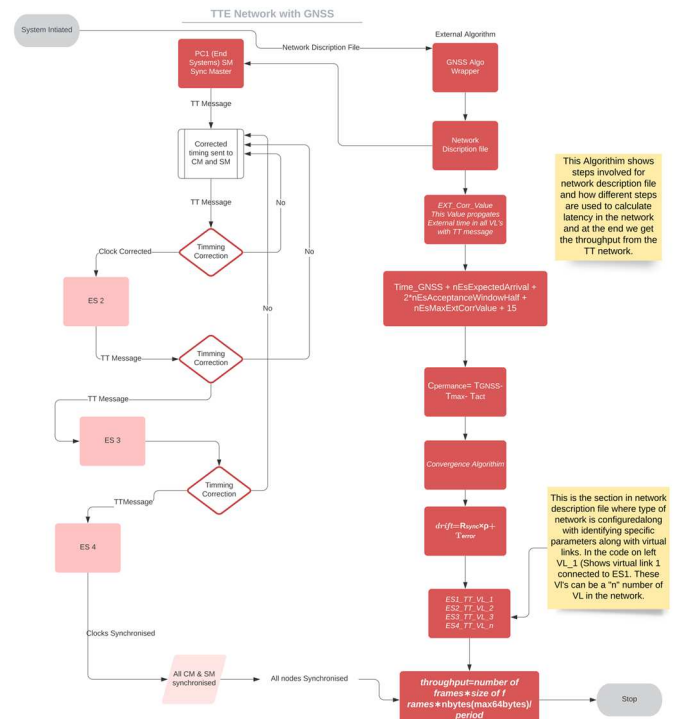 TTE Network with GNSS
System Intiated
Network Discription File
External Algorithm
PC1 (End
Systems) SM
Sync Master
GNSS Algo
Wrapper
TT Message
Corrected
timing sent to
CM and SM
Network
Discription file
No
TT Message
EXT_Corr_Value
This Value propgates
External time in all VL's
with TT message
This Algorithim shows
steps involved for
network description file
and how different steps
are used to calculate
latency in the network
and at the end we get
the throughput from the
TT network.
Timming
Correction
Clock Corrected
No
ES 2
Time_GNSS + nEsExpectedArrival +
2*nEsAcceptanceWindowHalf +
nEsMaxExtCorrValue + 15
No
TT Message
Timming
Correction
Cpermance= TGNSS-
Tmax- Tact
TT Message
ES 3
Convergence Algorithim
Timming
Correction
TTMessage
drift=Rsync×ρ+
Terror
This is the section in network
description file where type of
network is configuredalong
with identifying specific
parameters along with virtual
links. In the code on left
VL_1 (Shows virtual link 1
connected to ES1. These
Vl's can be a "n" number of
VL in the network.
ES 4
ES1_TT_VL_1
ES2_TT_VL_2
ES3_TT_VL_3
ES4_TT_VL_n
Clocks Synchronised
All CM & SM
synchronised
All nodes Synchronised
throughput=number of
frames∗size of f
rames∗nbytes(max64bytes)/
period
Stop